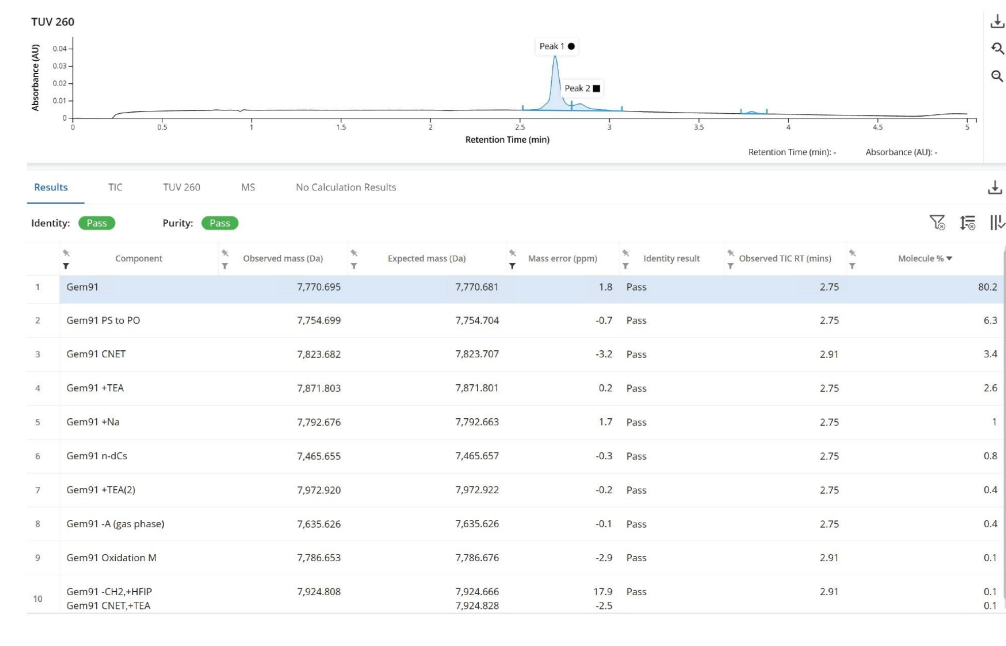 TUV 260
Absorbance (AU)
0.04
0.03
0.02
0.01
0
Peak 1
Peak 2
0 0.5 1 1.5 2 2.5 3 3.5 4 4.5 5
Retention Time (min)
Retention Time (min): - Absorbance (AU): -
Results TIC TUV 260 MS No Calculation Results
Identity: Pass Purity: Pass
Component Observed mass (Da) Expected mass (Da) Mass error (ppm) Identity result Observed TIC RT (mins) Molecule %
1 Gem91 7,770.695 7,770.681 1.8 Pass 2.75 80.2
2 Gem91 PS to PO 7,754.699 7,754.704 -0.7 Pass 2.75 6.3
3 Gem91 CNET 7,823.682 7,823.707 -3.2 Pass 2.91 3.4
4 Gem91 +TEA 7,871.803 7,871.801 0.2 Pass 2.75 2.6
5 Gem91 +Na 7,792.676 7,792.663 1.7 Pass 2.75 1
6 Gem91 n-dCs 7,465.655 7,465.657 -0.3 Pass 2.75 0.8
7 Gem91 +TEA(2) 7,972.920 7,972.922 -0.2 Pass 2.75 0.4
8 Gem91 -A (gas phase) 7,635.626 7,635.626 -0.1 Pass 2.75 0.4
9 Gem91 Oxidation M 7,786.653 7,786.676 -2.9 Pass 2.91 0.1
10 Gem91 -CH2,+HFIP 7,924.808 7,924.666 17.9 Pass 2.91 0.1
Gem91 CNET,+TEA 7,924.828 -2.5 0.1